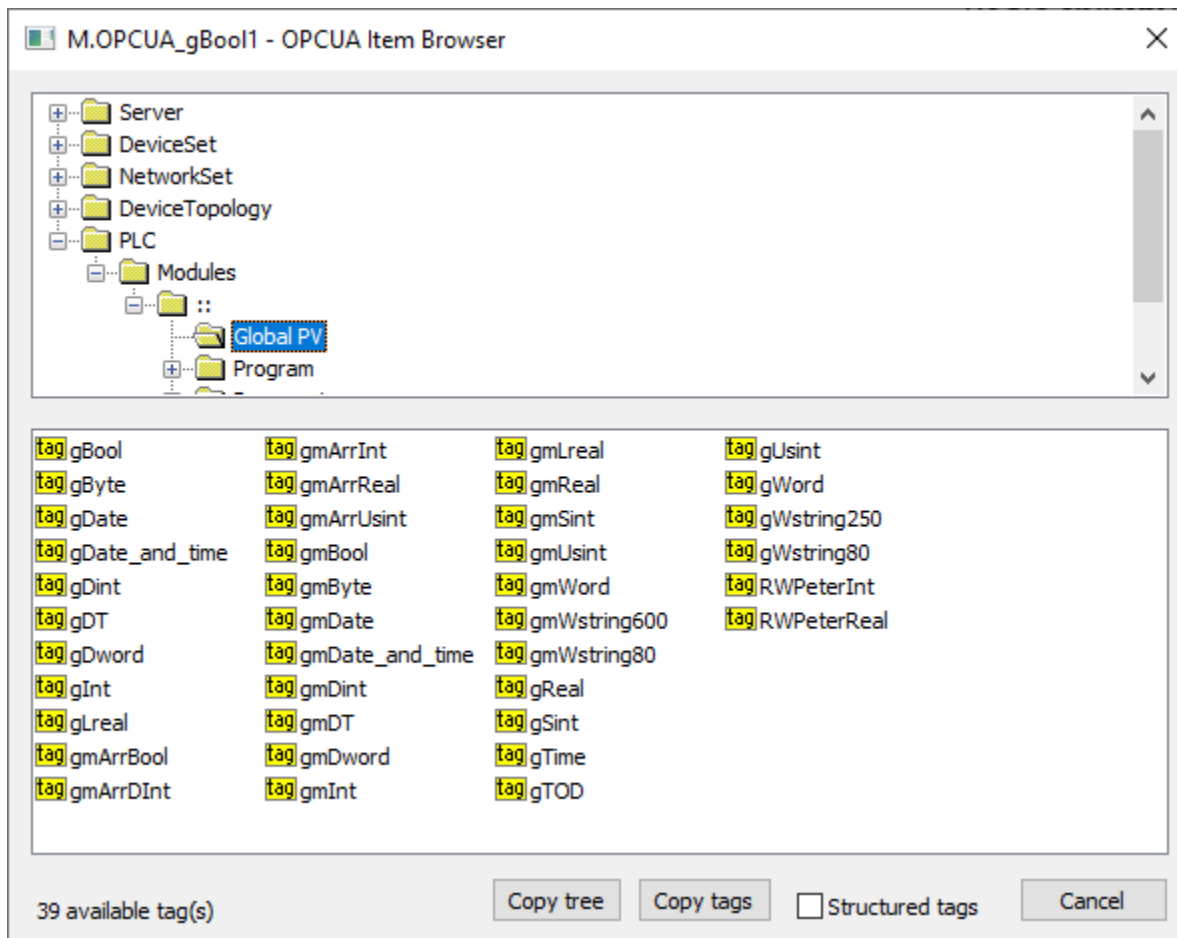 M.OPCUA_gBool1 - OPCUA Item Browser
Server
DeviceSet
NetworkSet
DeviceTopology
PLC
Modules
::
Global PV
Program
tag gBool
tag gByte
tag gDate
tag gDate_and_time
tag gDint
tag gDT
tag gDword
tag gInt
tag gLreal
tag gmArrBool
tag gmArrDInt
tag gmArrInt
tag gmArrReal
tag gmArrUsint
tag gmBool
tag gmByte
tag gmDate
tag gmDate_and_time
tag gmDint
tag gmDT
tag gmDword
tag gmInt
tag gmLreal
tag gmReal
tag gmSint
tag gmUsint
tag gmWord
tag gmWstring600
tag gmWstring80
tag gReal
tag gSint
tag gTime
tag gTOD
tag gUsint
tag gWord
tag gWstring250
tag gWstring80
tag RWPeterInt
tag RWPeterReal
39 available tag(s)
Copy tree
Copy tags
Structured tags
Cancel